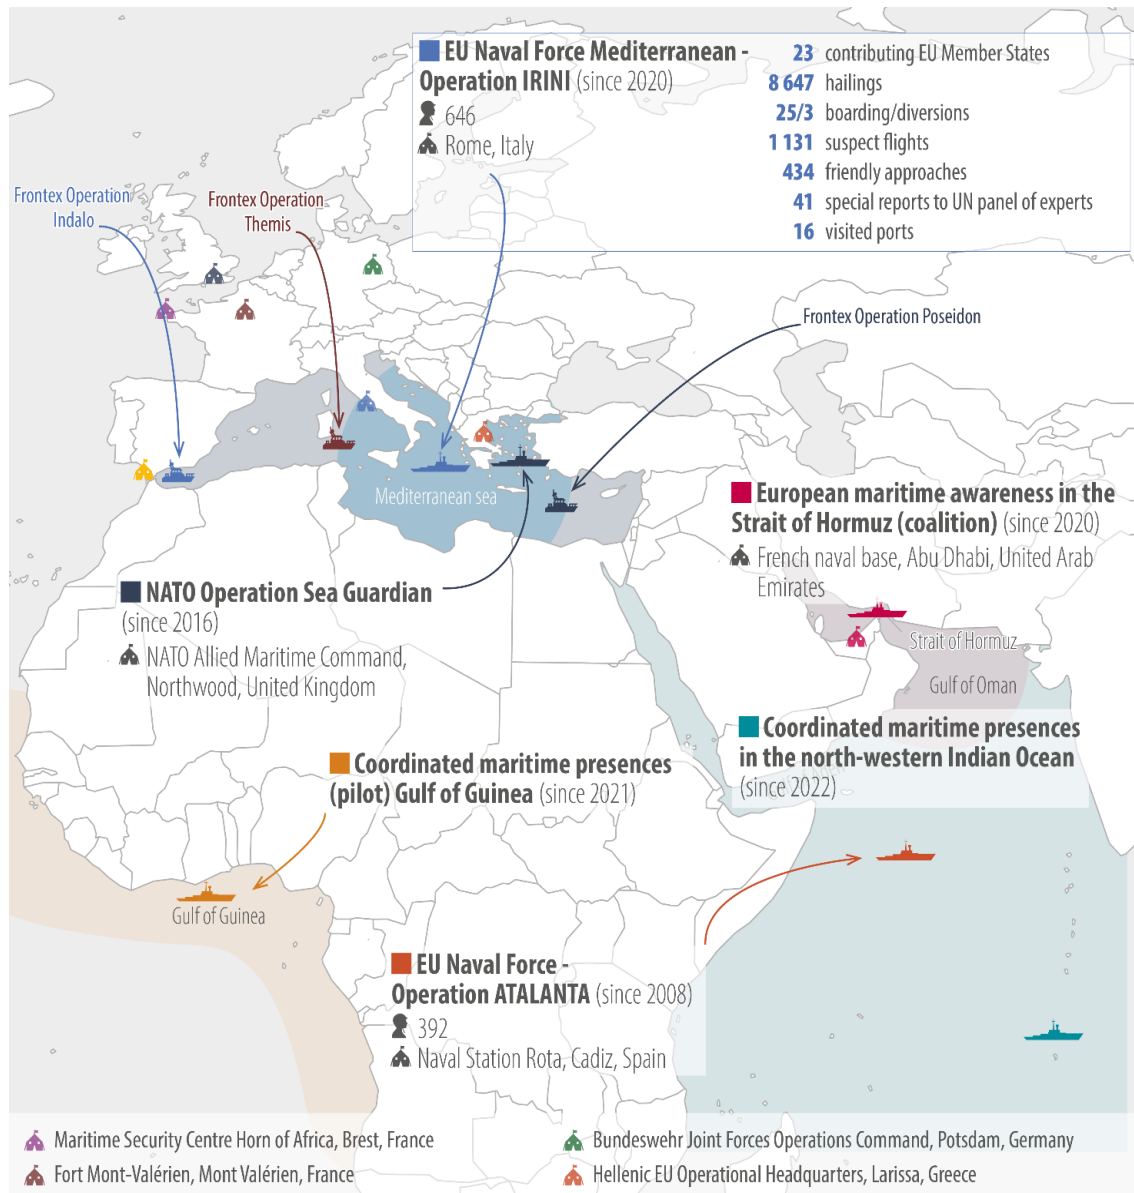 EU Naval Force Mediterranean -
Operation IRINI (since 2020)
646
Rome, Italy
23 contributing EU Member States
8 647 hailings
25/3 boarding/diversions
1 131 suspect flights
434 friendly approaches
41 special reports to UN panel of experts
16 visited ports
Frontex Operation
Indalo
Frontex Operation
Themis
Frontex Operation Poseidon
Mediterranean sea
European maritime awareness in the
Strait of Hormuz (coalition) (since 2020)
French naval base, Abu Dhabi, United Arab
Emirates
NATO Operation Sea Guardian
(since 2016)
NATO Allied Maritime Command,
Northwood, United Kingdom
Strait of Hormuz
Gulf of Oman
Coordinated maritime presences
in the north-western Indian Ocean
(since 2022)
Coordinated maritime presences
(pilot) Gulf of Guinea (since 2021)
Gulf of Guinea
EU Naval Force -
Operation ATALANTA (since 2008)
392
Naval Station Rota, Cadiz, Spain
Maritime Security Centre Horn of Africa, Brest, France
Fort Mont-Valérien, Mont Valérien, France
Bundeswehr Joint Forces Operations Command, Potsdam, Germany
Hellenic EU Operational Headquarters, Larissa, Greece